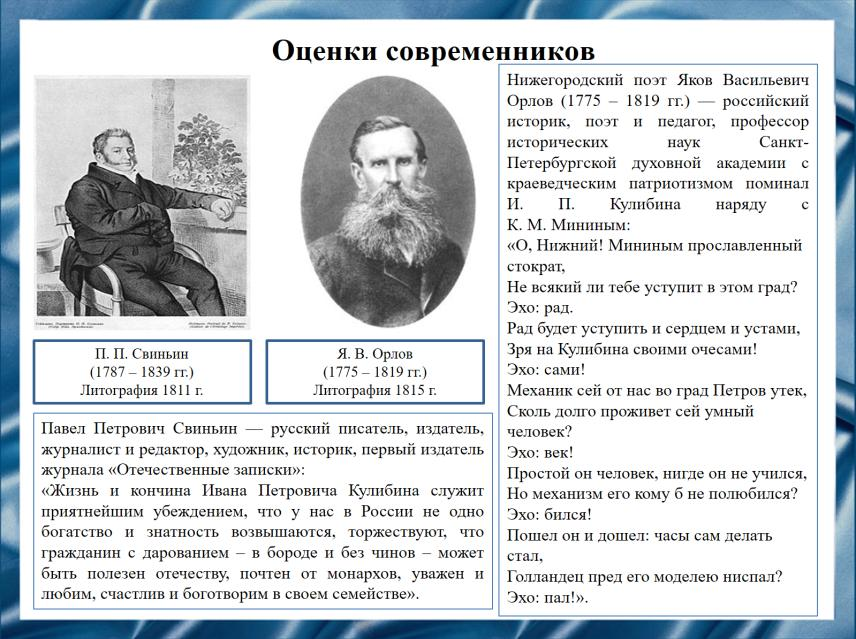 Оценки современников
П. П. Свиньин
(1787 – 1839 гг.)
Литография 1811 г.
Я. В. Орлов
(1775 – 1819 гг.)
Литография 1815 г.
Павел Петрович Свиньин — русский писатель, издатель,
журналист и редактор, художник, историк, первый издатель
журнала «Отечественные записки»:
«Жизнь и кончина Ивана Петровича Кулибина служит
приятнейшим убеждением, что у нас в России не одно
богатство и знатность возвышаются, торжествуют, что
гражданин с дарованием – в бороде и без чинов – может
быть полезен отечеству, почтен от монархов, уважен и
любим, счастлив и боготворим в своем семействе».
Нижегородский поэт Яков Васильевич
Орлов (1775 – 1819 гг.) — российский
историк, поэт и педагог, профессор
исторических наук Санкт-
Петербургской духовной академии с
краеведческим патриотизмом поминал
И. П. Кулибина наряду с
К. М. Мининым:
«О, Нижний! Мининым прославленный
стократ,
Не всякий ли тебе уступит в этом град?
Эхо: рад.
Рад будет уступить и сердцем и устами,
Зря на Кулибина своими очесами!
Эхо: сами!
Механик сей от нас во град Петров утек,
Сколь долго проживет сей умный
человек?
Эхо: век!
Простой он человек, нигде он не учился,
Но механизм его кому б не полюбился?
Эхо: бился!
Пошел он и дошел: часы сам делать
стал,
Голландец пред его моделею ниспал?
Эхо: пал!».